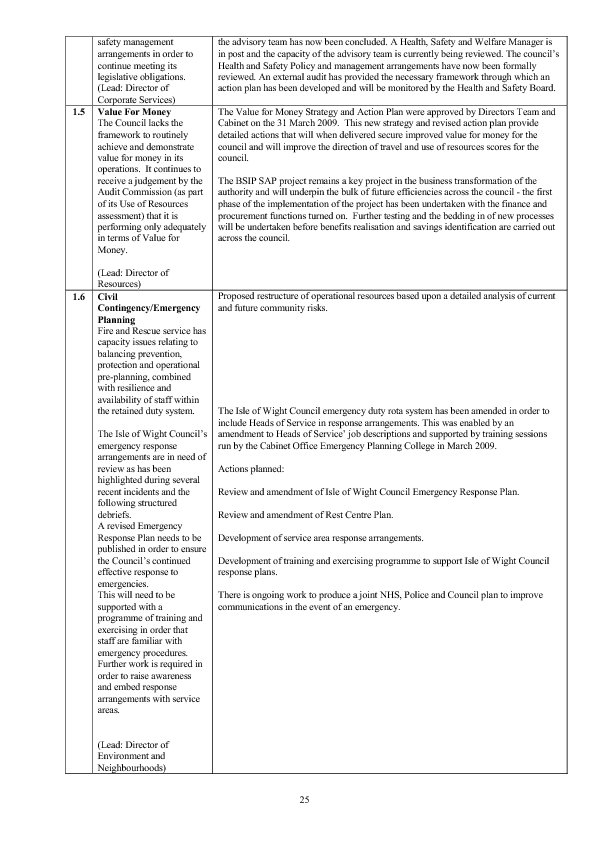 safety management
arrangements in order to
continue meeting its
legislative obligations.
(Lead: Director of
Corporate Services)
the advisory team has now been concluded. A Health, Safety and Welfare Manager is
in post and the capacity of the advisory team is currently being reviewed. The council's
Health and Safety Policy and management arrangements have now been formally
reviewed. An external audit has provided the necessary framework through which an
action plan has been developed and will be monitored by the Health and Safety Board.
1.5
Value For Money
The Council lacks the
framework to routinely
achieve and demonstrate
value for money in its
operations.  It continues to
receive a judgement by the
Audit Commission (as part
of its Use of Resources
assessment) that it is
performing only adequately
in terms of Value for
Money.
(Lead: Director of
Resources)
The Value for Money Strategy and Action Plan were approved by Directors Team and
Cabinet on the 31 March 2009.  This new strategy and revised action plan provide
detailed actions that will when delivered secure improved value for money for the
council and will improve the direction of travel and use of resources scores for the
council.
The BSIP SAP project remains a key project in the business transformation of the
authority and will underpin the bulk of future efficiencies across the council - the first
phase of the implementation of the project has been undertaken with the finance and
procurement functions turned on.  Further testing and the bedding in of new processes
will be undertaken before benefits realisation and savings identification are carried out
across the council.
1.6
Civil
Contingency/Emergency
Planning
Fire and Rescue service has
capacity issues relating to
balancing prevention,
protection and operational
pre-planning, combined
with resilience and
availability of staff within
the retained duty system.
The Isle of Wight Council's
emergency response
arrangements are in need of
review as has been
highlighted during several
recent incidents and the
following structured
debriefs.
A revised Emergency
Response Plan needs to be
published in order to ensure
the Council's continued
effective response to
emergencies.
This will need to be
supported with a
programme of training and
exercising in order that
staff are familiar with
emergency procedures.
Further work is required in
order to raise awareness
and embed response
arrangements with service
areas.
(Lead: Director of
Environment and
Neighbourhoods)
Proposed restructure of operational resources based upon a detailed analysis of current
and future community risks.
The Isle of Wight Council emergency duty rota system has been amended in order to
include Heads of Service in response arrangements. This was enabled by an
amendment to Heads of Service' job descriptions and supported by training sessions
run by the Cabinet Office Emergency Planning College in March 2009.
Actions planned:
Review and amendment of Isle of Wight Council Emergency Response Plan.
Review and amendment of Rest Centre Plan.
Development of service area response arrangements.
Development of training and exercising programme to support Isle of Wight Council
response plans.
There is ongoing work to produce a joint NHS, Police and Council plan to improve
communications in the event of an emergency.
25